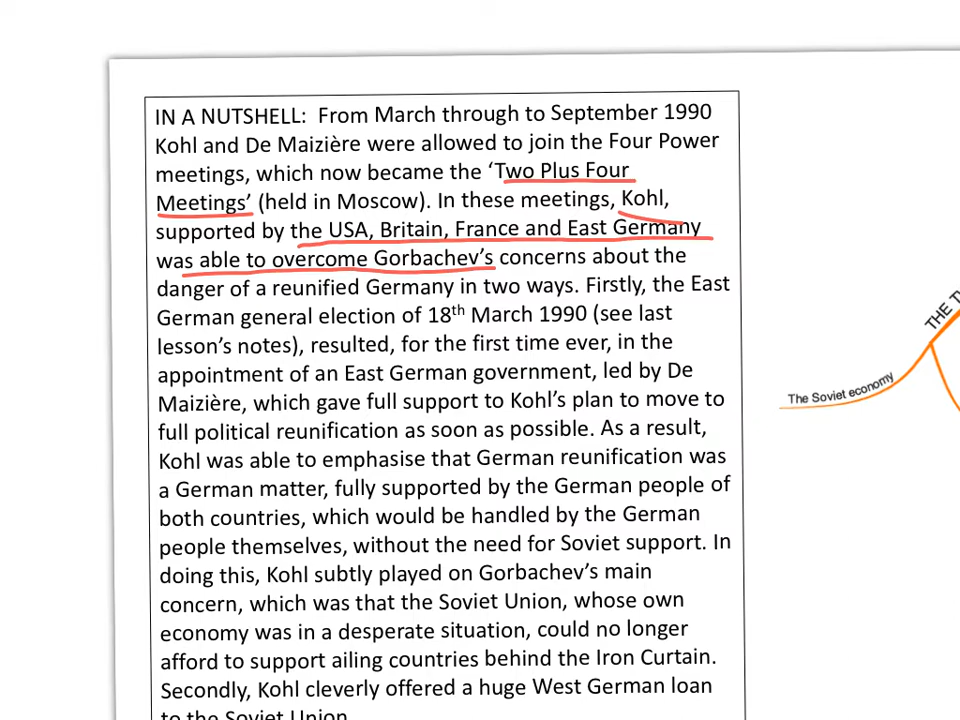 IN A NUTSHELL:  From March through to September 1990
Kohl and De Maizière were allowed to join the Four Power
meetings, which now became the ‘Two Plus Four
Meetings’ (held in Moscow). In these meetings, Kohl,
supported by the USA, Britain, France and East Germany
was able to overcome Gorbachev’s concerns about the
danger of a reunified Germany in two ways. Firstly, the East
German general election of 18th March 1990 (see last
lesson’s notes), resulted, for the first time ever, in the
appointment of an East German government, led by De
Maizière, which gave full support to Kohl’s plan to move to
full political reunification as soon as possible. As a result,
Kohl was able to emphasise that German reunification was
a German matter, fully supported by the German people of
both countries, which would be handled by the German
people themselves, without the need for Soviet support. In
doing this, Kohl subtly played on Gorbachev’s main
concern, which was that the Soviet Union, whose own
economy was in a desperate situation, could no longer
afford to support ailing countries behind the Iron Curtain.
Secondly, Kohl cleverly offered a huge West German loan
to the Soviet Union
The Soviet economy
THE